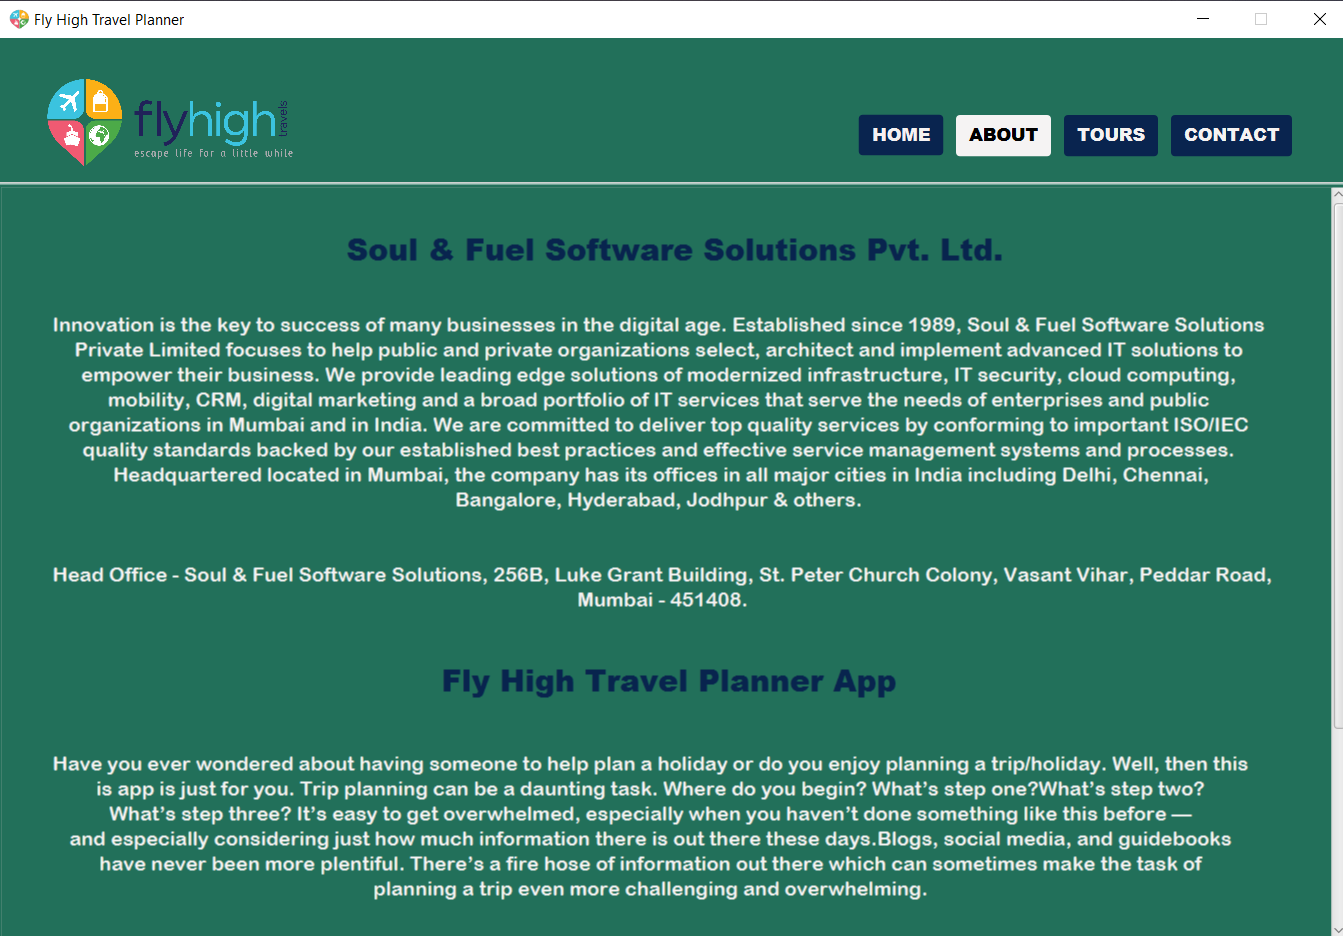 Fly High Travel Planner
flyhigh travels
escape life for a little while
HOME ABOUT TOURS CONTACT
Soul & Fuel Software Solutions Pvt. Ltd.
Innovation is the key to success of many businesses in the digital age. Established since 1989, Soul & Fuel Software Solutions
Private Limited focuses to help public and private organizations select, architect and implement advanced IT solutions to
empower their business. We provide leading edge solutions of modernized infrastructure, IT security, cloud computing,
mobility, CRM, digital marketing and a broad portfolio of IT services that serve the needs of enterprises and public
organizations in Mumbai and in India. We are committed to deliver top quality services by conforming to important ISO/IEC
quality standards backed by our established best practices and effective service management systems and processes.
Headquartered located in Mumbai, the company has its offices in all major cities in India including Delhi, Chennai,
Bangalore, Hyderabad, Jodhpur & others.
Head Office - Soul & Fuel Software Solutions, 256B, Luke Grant Building, St. Peter Church Colony, Vasant Vihar, Peddar Road,
Mumbai - 451408.
Fly High Travel Planner App
Have you ever wondered about having someone to help plan a holiday or do you enjoy planning a trip/holiday. Well, then this
is app is just for you. Trip planning can be a daunting task. Where do you begin? What's step one?What's step two?
What's step three? It's easy to get overwhelmed, especially when you haven't done something like this before —
and especially considering just how much information there is out there these days.Blogs, social media, and guidebooks
have never been more plentiful. There's a fire hose of information out there which can sometimes make the task of
planning a trip even more challenging and overwhelming.